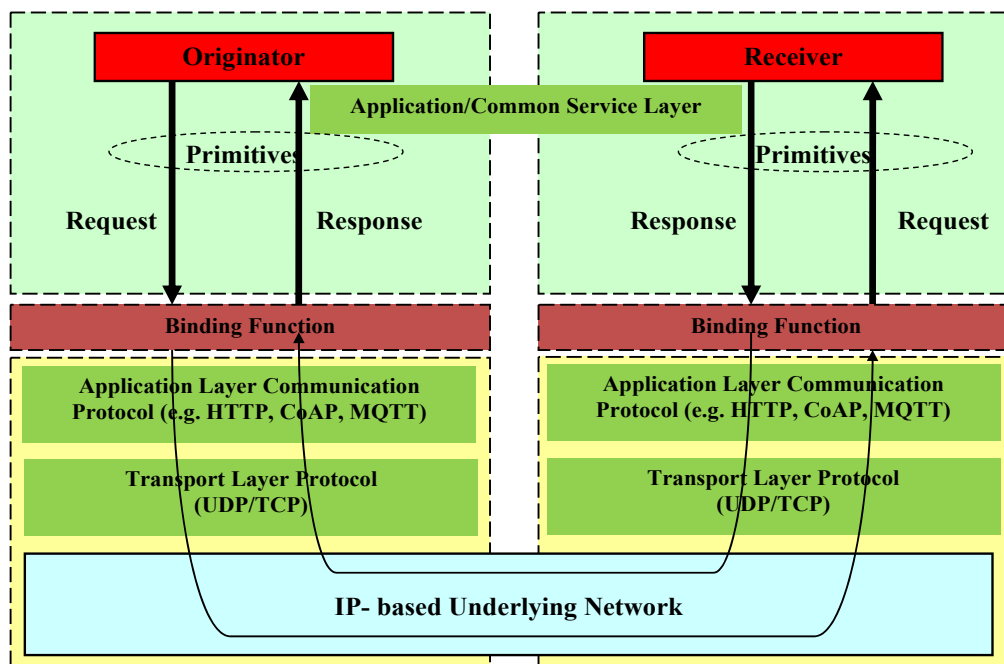 Originator
Receiver
Application/Common Service Layer
Primitives
Primitives
Request
Response
Response
Request
Binding Function
Binding Function
Application Layer Communication
Protocol (e.g. HTTP, CoAP, MQTT)
Application Layer Communication
Protocol (e.g. HTTP, CoAP, MQTT)
Transport Layer Protocol
(UDP/TCP)
Transport Layer Protocol
(UDP/TCP)
IP- based Underlying Network